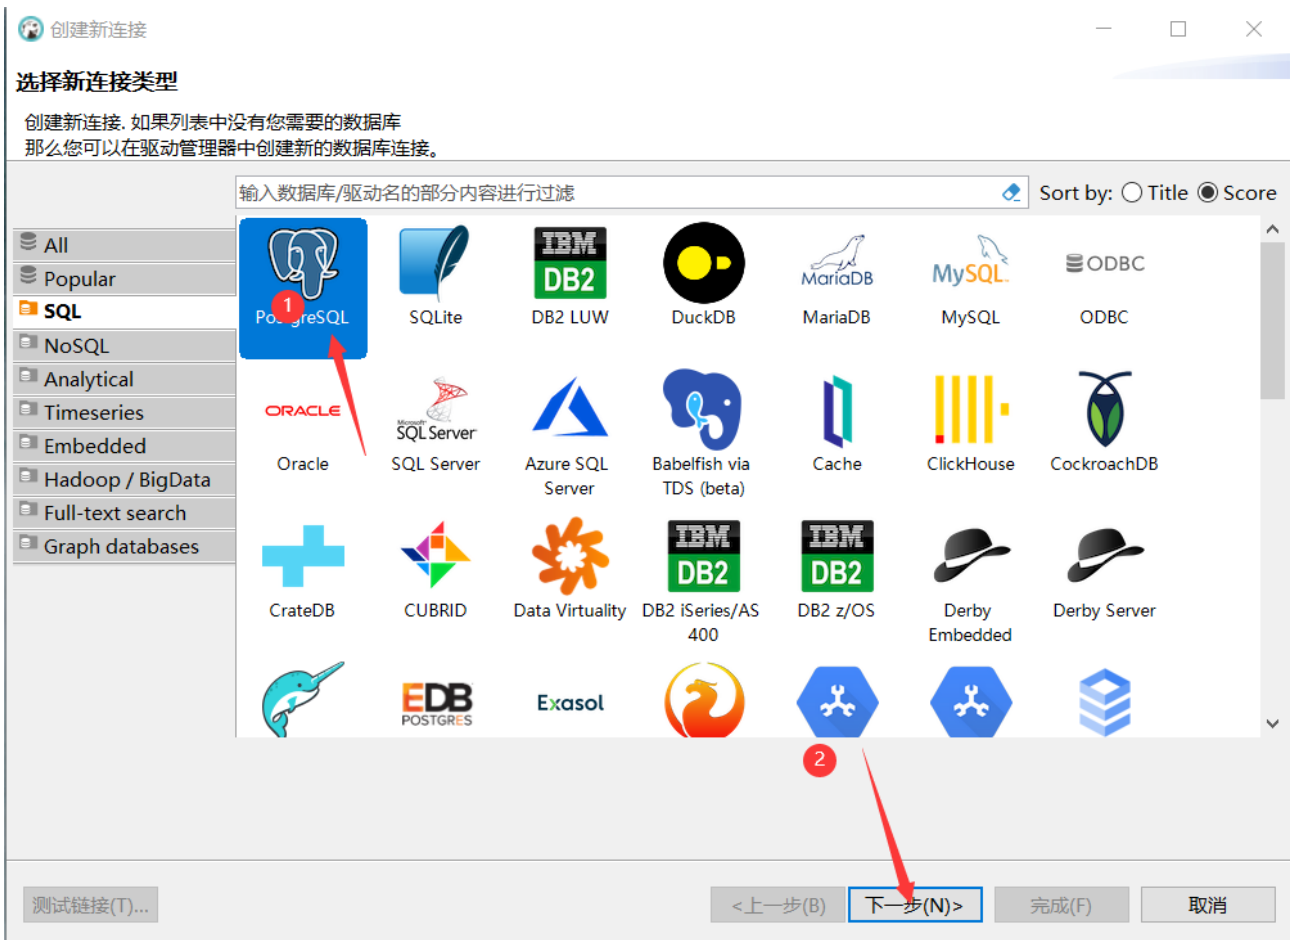 创建新连接
选择新连接类型
创建新连接. 如果列表中没有您需要的数据库
那么您可以在驱动管理器中创建新的数据库连接。
输入数据库/驱动名的部分内容进行过滤
Sort by: Title Score
All
Popular
SQL
NoSQL
Analytical
Timeseries
Embedded
Hadoop / BigData
Full-text search
Graph databases
IBM
DB2
MariaDB
MySQL
ODBC
1
PostgreSQL
SQLite
DB2 LUW
DuckDB
MariaDB
MySQL
ODBC
ORACLE
Microsoft
SQL Server
Oracle
SQL Server
Azure SQL
Server
Babelfish via
TDS (beta)
Cache
ClickHouse
CockroachDB
IBM
DB2
IBM
DB2
CrateDB
CUBRID
Data Virtuality
DB2 iSeries/AS
400
DB2 z/OS
Derby
Embedded
Derby Server
EDB
POSTGRES
Exasol
2
测试链接(T)...
<上一步(B)
下一步(N)>
完成(F)
取消